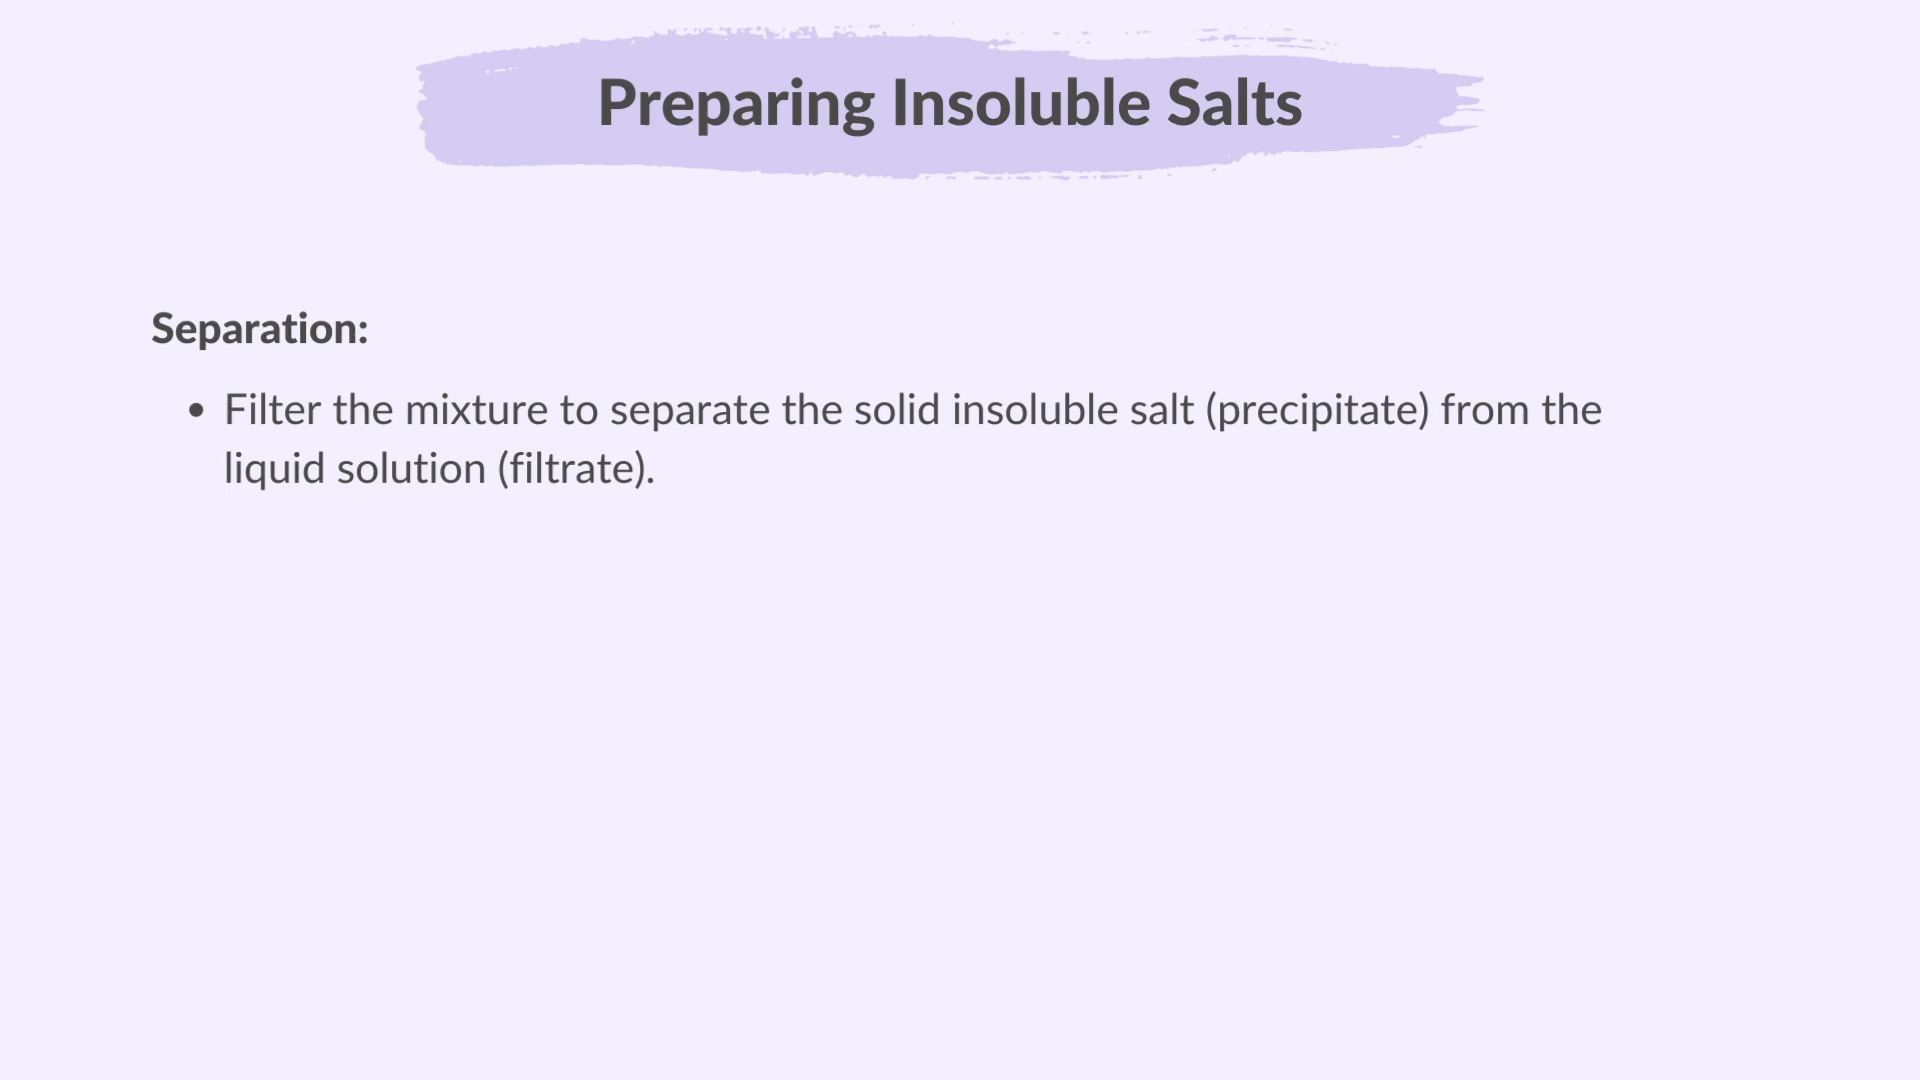 Preparing Insoluble Salts
Separation:
• Filter the mixture to separate the solid insoluble salt (precipitate) from the
liquid solution (filtrate).